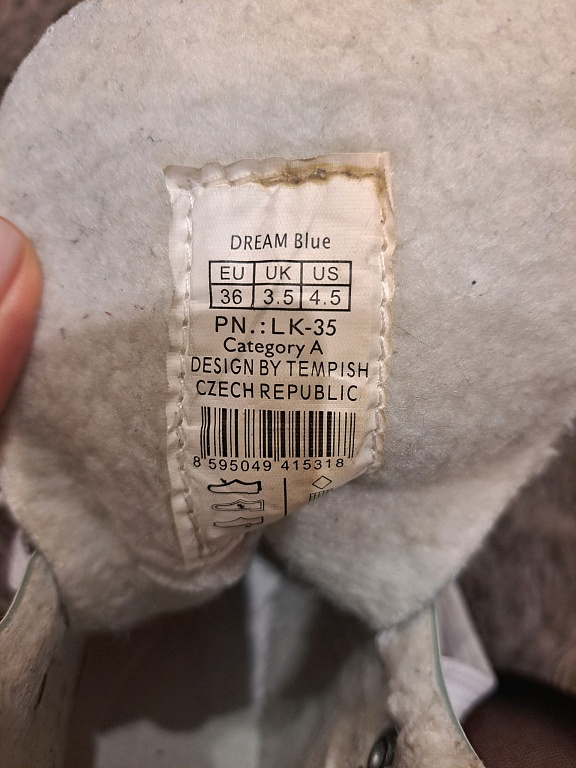 DREAM Blue
EU UK US
36 3.5 4.5
PN.:LK-35
Category A
DESIGN BY TEMPISH
CZECH REPUBLIC
8 595049 415318